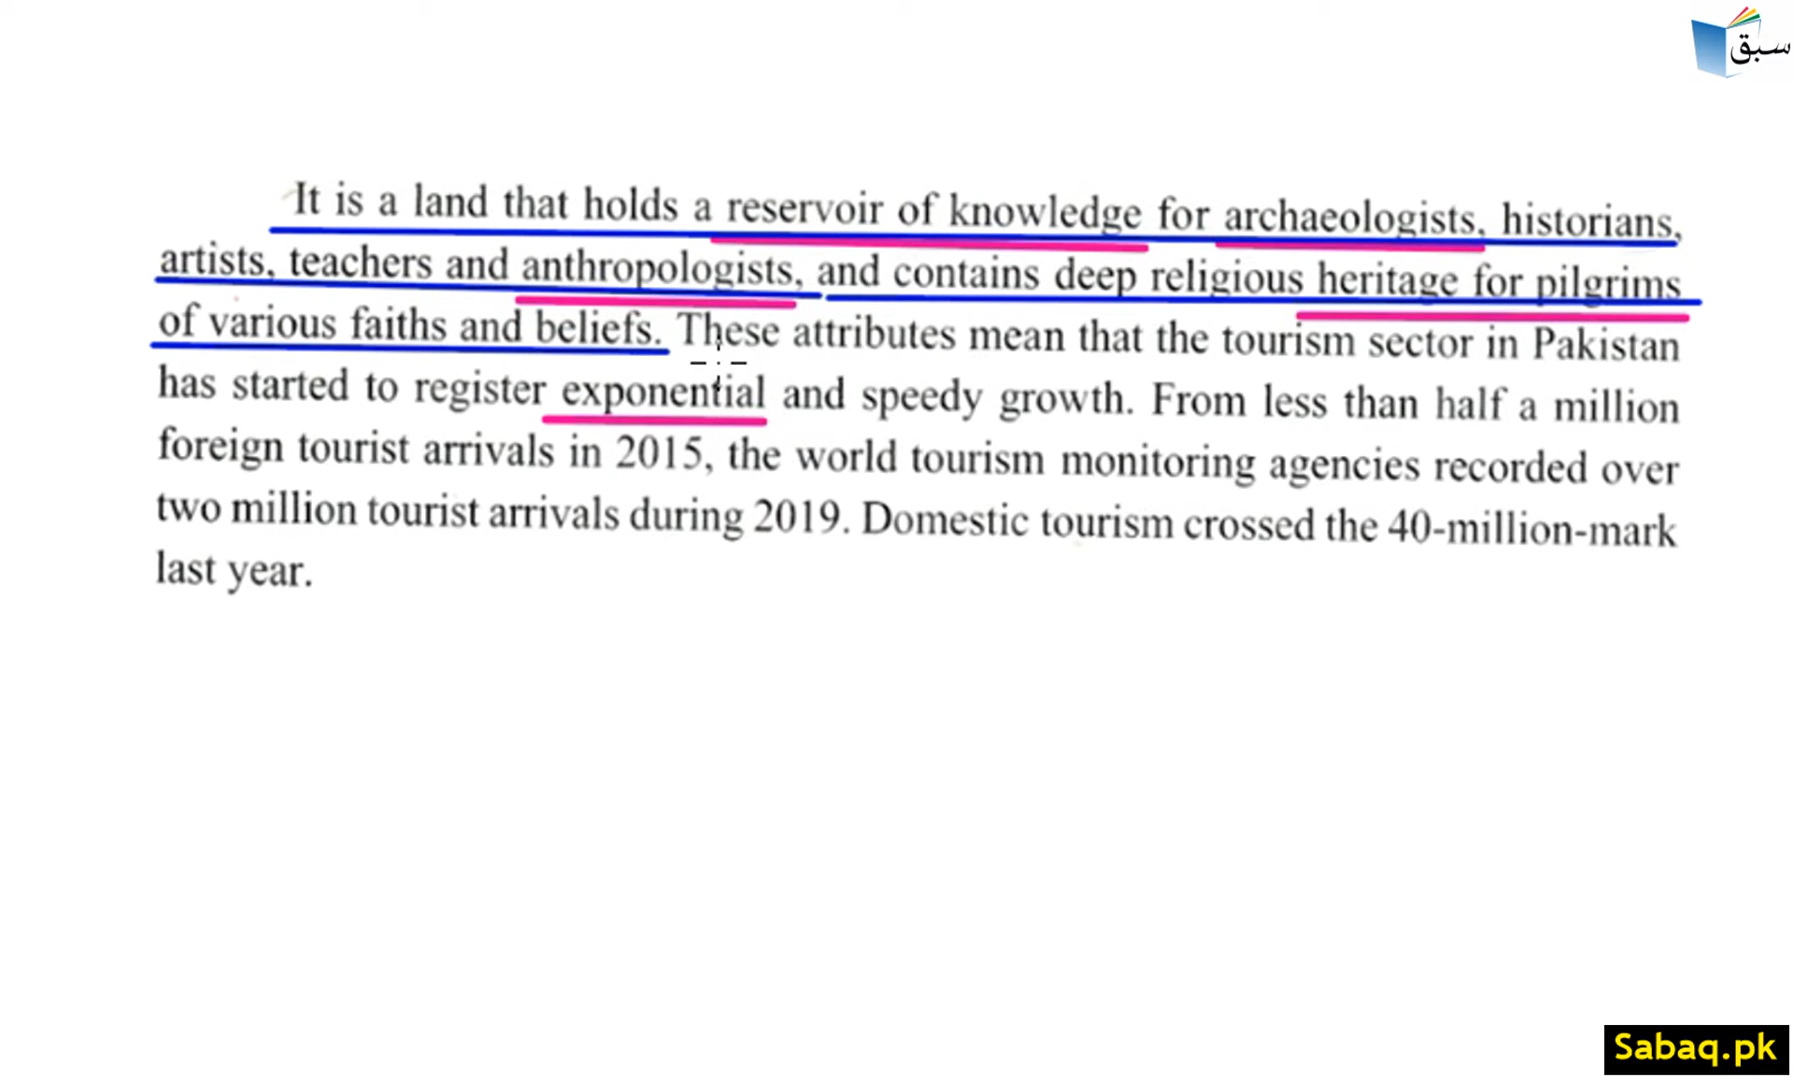 سبق
It is a land that holds a reservoir of knowledge for archaeologists, historians,
artists, teachers and anthropologists, and contains deep religious heritage for pilgrims
of various faiths and beliefs. These attributes mean that the tourism sector in Pakistan
has started to register exponential and speedy growth. From less than half a million
foreign tourist arrivals in 2015, the world tourism monitoring agencies recorded over
two million tourist arrivals during 2019. Domestic tourism crossed the 40-million-mark
last year.
Sabaq.pk